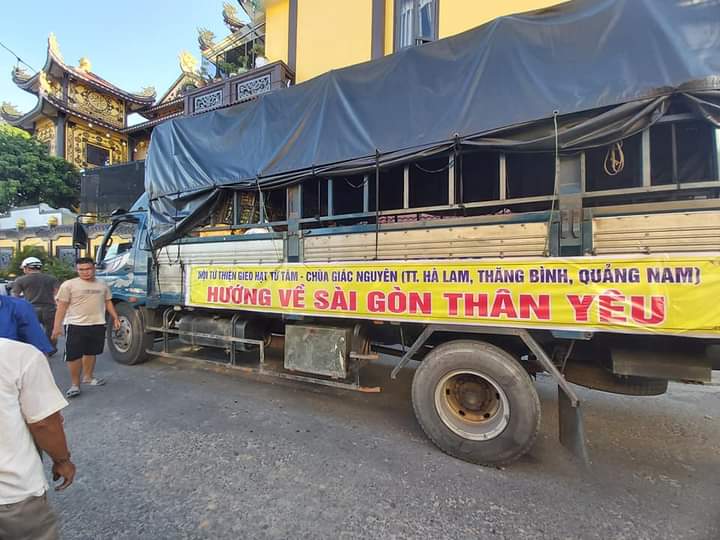 HỘI TỪ THIỆN GIEO HẠT TỪ TÂM - CHÙA GIÁC NGUYÊN (TT. HÀ LAM, THĂNG BÌNH, QUẢNG NAM)
HƯỚNG VỀ SÀI GÒN THÂN YÊU